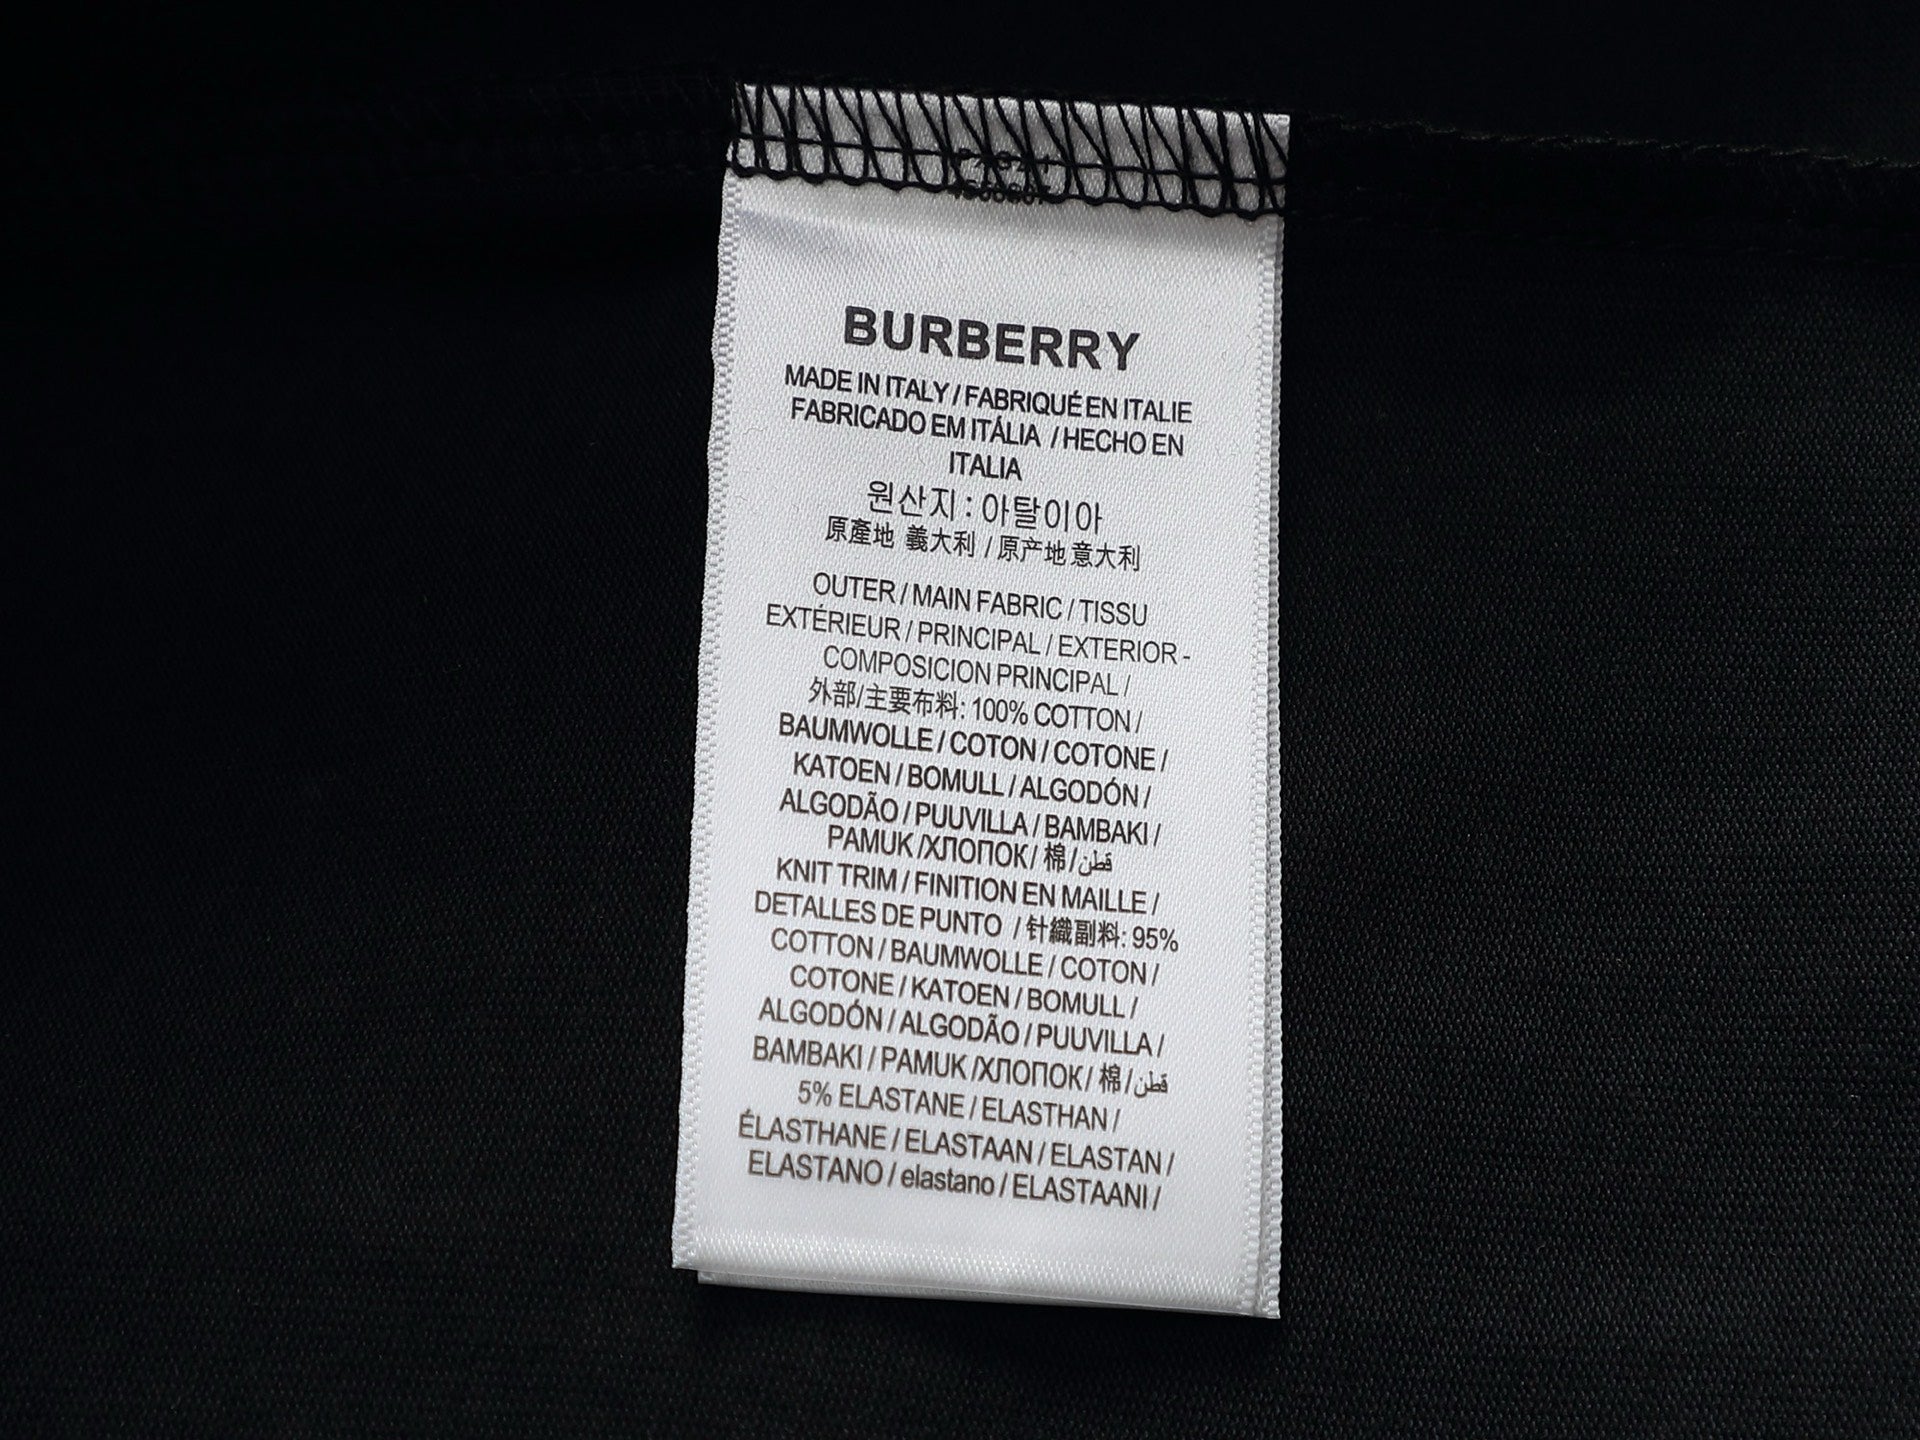 BURBERRY
MADE IN ITALY / FABRIQUÉ EN ITALIE
FABRICADO EM ITÁLIA / HECHO EN
ITALIA
원산지 : 아탈이아
原產地 義大利 / 原产地 意大利
OUTER / MAIN FABRIC / TISSU
EXTÉRIEUR / PRINCIPAL / EXTERIOR -
COMPOSICION PRINCIPAL /
外部/主要布料: 100% COTTON /
BAUMWOLLE / COTON / COTONE /
KATOEN / BOMULL / ALGODÓN /
ALGODÃO / PUUVILLA / BAMBAKI /
PAMUK /ХЛОПОК/ 棉/قطن
KNIT TRIM / FINITION EN MAILLE /
DETALLES DE PUNTO / 针織副料: 95%
COTTON / BAUMWOLLE / COTON /
COTONE / KATOEN / BOMULL /
ALGODÓN / ALGODÃO / PUUVILLA /
BAMBAKI / PAMUK /ХЛОПОК/ 棉/قطن
5% ELASTANE / ELASTHAN /
ÉLASTHANE / ELASTAAN / ELASTAN /
ELASTANO / elastano / ELASTAANI /